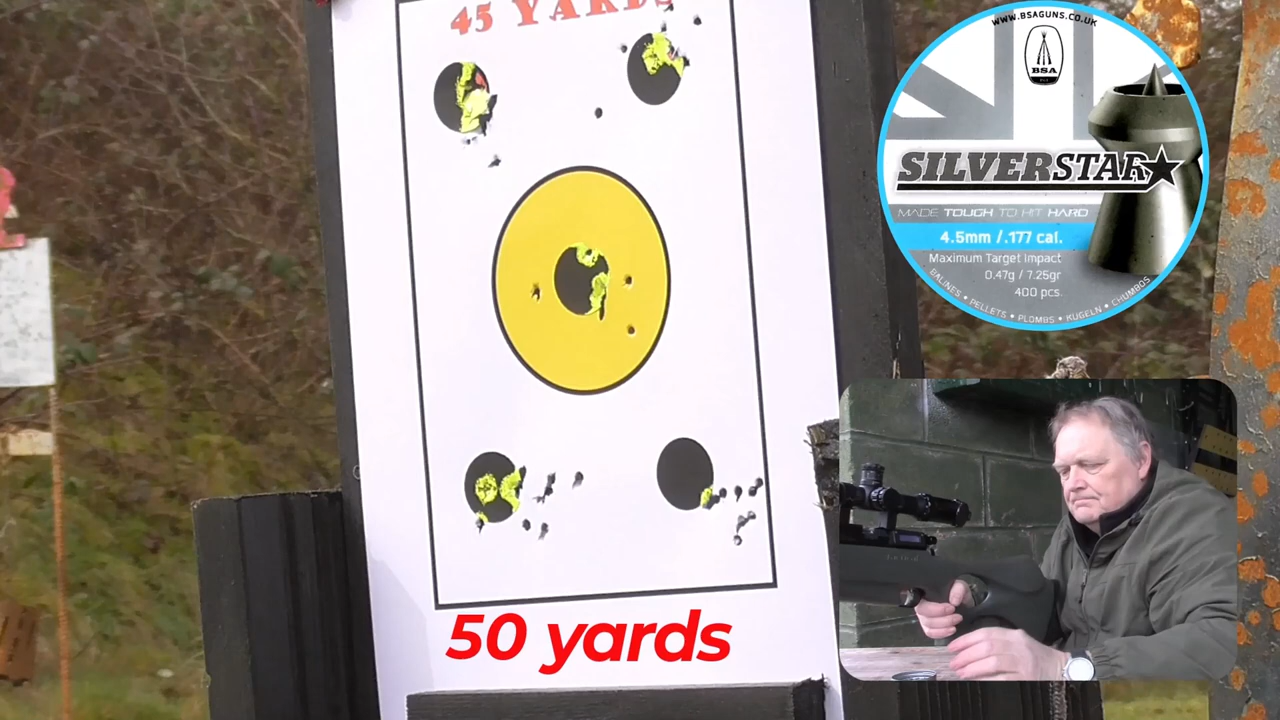 45 YARDS
WWW.BSAGUNS.CO.UK
BSA
SILVERSTAR
MADE TOUGH TO HIT HARD
4.5mm /.177 cal.
Maximum Target Impact
0.47g / 7.25gr
400 pcs.
BALINES • PELLETS • PLOMBS • KUGELN • CHUMBOS
50 yards